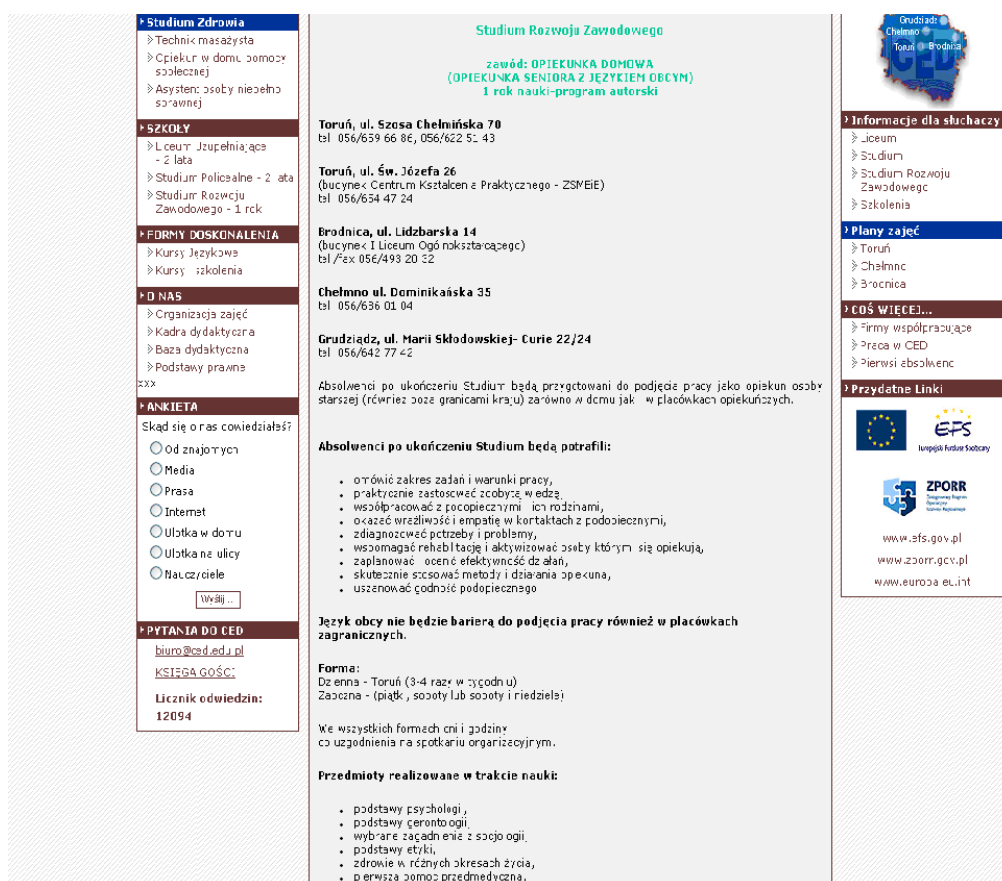 Studium Zdrowia
Technik masażysta
Opiekun w domu pomocy
społecznej
Asystent osoby niepełno
sprawnej
SZKOŁY
Liceum Uzupełniające
- 2 lata
Studium Policealne - 2 lata
Studium Rozwoju
Zawodowego - 1 rok
FORMY DOSKONALENIA
Kursy Językowe
Kursy i szkolenia
O NAS
Organizacja zajęć
Kadra dydaktyczna
Baza dydaktyczna
Podstawy prawne
xxx
ANKIETA
Skąd się o nas dowiedziałeś?
Od znajomych
Media
Prasa
Internet
Ulotka w domu
Ulotka na ulicy
Nauczyciele
Wyślij...
PYTANIA DO CED
biuro@ced.edu.pl
KSIĘGA GOŚCI
Licznik odwiedzin:
12094
Studium Rozwoju Zawodowego
zawód: OPIEKUNKA DOMOWA
(OPIEKUNKA SENIORA Z JĘZYKIEM OBCYM)
1 rok nauki-program autorski
Toruń, ul. Szosa Chełmińska 70
tel. 056/659 66 86, 056/622 51 43
Toruń, ul. Św. Józefa 26
(budynek Centrum Kształcenia Praktycznego - ZSMEiE)
tel. 056/654 47 24
Brodnica, ul. Lidzbarska 14
(budynek I Liceum Ogólnokształcącego)
tel./fax 056/493 20 32
Chełmno ul. Dominikańska 35
tel. 056/686 01 04
Grudziądz, ul. Marii Skłodowskiej- Curie 22/24
tel. 056/642 77 42
Absolwenci po ukończeniu Studium będą przygotowani do podjęcia pracy jako opiekun osoby
starszej (również poza granicami kraju) zarówno w domu jak i w placówkach opiekuńczych.
Absolwenci po ukończeniu Studium będą potrafili:
omówić zakres zadań i warunki pracy,
praktycznie zastosować zdobytą wiedzę,
współpracować z podopiecznymi i ich rodzinami,
okazać wrażliwość i empatię w kontaktach z podopiecznymi,
zdiagnozować potrzeby i problemy,
wspomagać rehabilitację i aktywizować osoby którymi się opiekują,
zaplanować i ocenić efektywność działań,
skutecznie stosować metody i działania opiekuna,
uszanować godność podopiecznego
Język obcy nie będzie barierą do podjęcia pracy również w placówkach
zagranicznych.
Forma:
Dzienna - Toruń (3-4 razy w tygodniu)
Zaoczna - (piątki, soboty lub soboty i niedziele)
We wszystkich formach dni i godziny
do uzgodnienia na spotkaniu organizacyjnym.
Przedmioty realizowane w trakcie nauki:
podstawy psychologii,
podstawy gerontologii,
wybrane zagadnienia z socjologii,
podstawy etyki,
zdrowie w różnych okresach życia,
pierwsza pomoc przedmedyczna,
Grudziądz
Chełmno
Toruń Brodnica
CED
Informacje dla słuchaczy
Liceum
Studium
Studium Rozwoju
Zawodowego
Szkolenia
Plany zajęć
Toruń
Chełmno
Brodnica
COŚ WIĘCEJ...
Firmy współpracujące
Praca w CED
Pierwsi absolwenci
Przydatne Linki
EFS
Europejski Fundusz Społeczny
ZPORR
Zintegrowany Program
Operacyjny
Rozwoju Regionalnego
www.efs.gov.pl
www.zporr.gov.pl
www.europa.eu.int